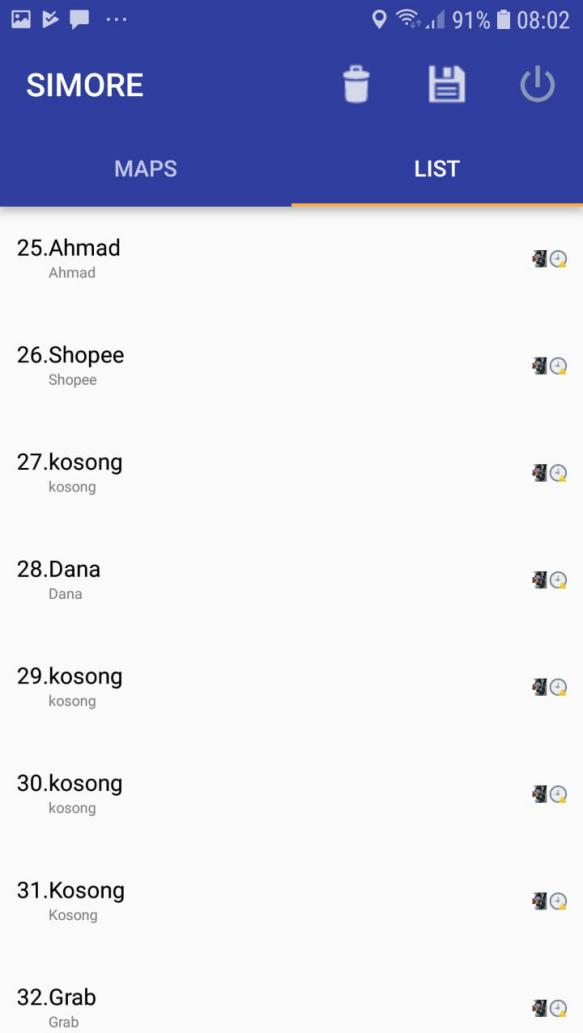 91% 08:02
SIMORE
MAPS LIST
25.Ahmad
Ahmad
26.Shopee
Shopee
27.kosong
kosong
28.Dana
Dana
29.kosong
kosong
30.kosong
kosong
31.Kosong
Kosong
32.Grab
Grab